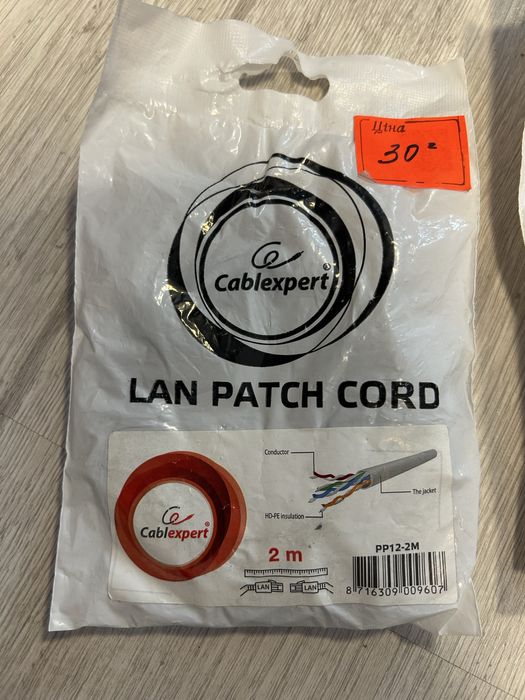 Ціна
30 г
Cablexpert®
LAN PATCH CORD
Conductor
The jacket
HD-PE insulation
Cablexpert®
2 m
LAN
LAN
PP12-2M
8 716309 009607